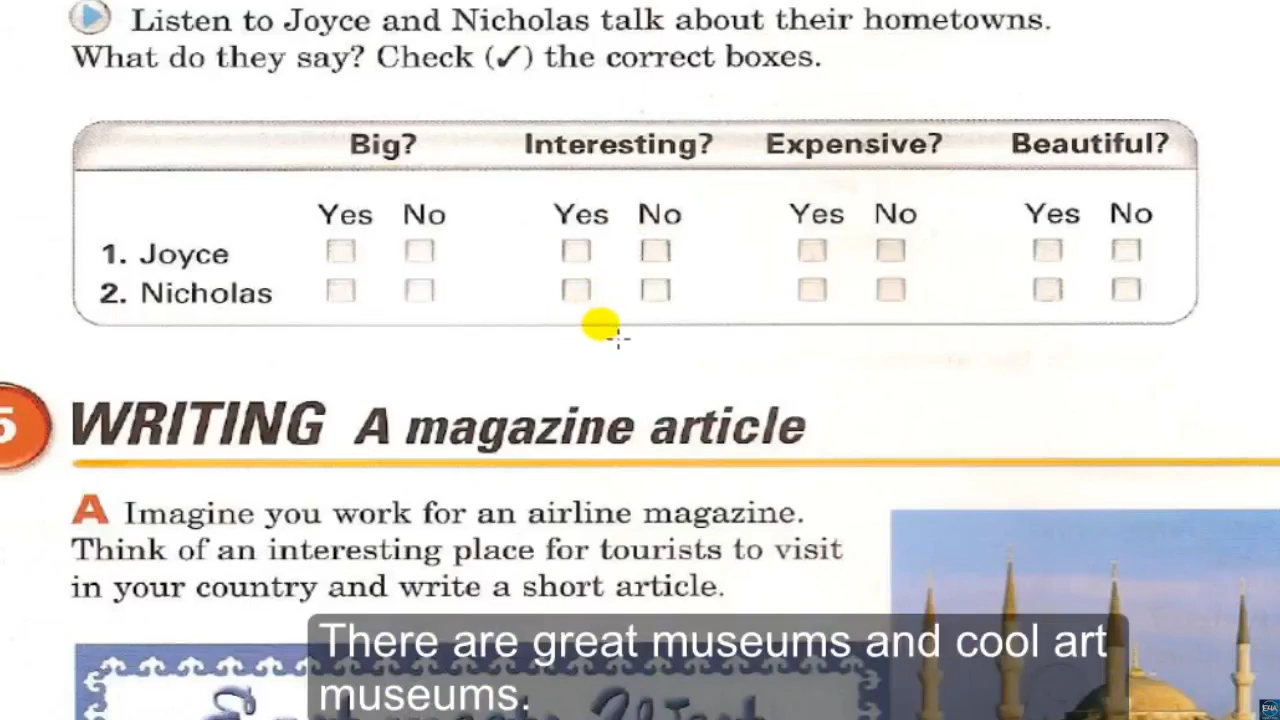 Listen to Joyce and Nicholas talk about their hometowns.
What do they say? Check (✓) the correct boxes.
Big? Interesting? Expensive? Beautiful?
Yes No Yes No Yes No Yes No
1. Joyce
2. Nicholas
5 WRITING A magazine article
A Imagine you work for an airline magazine.
Think of an interesting place for tourists to visit
in your country and write a short article.
There are great museums and cool art
museums.